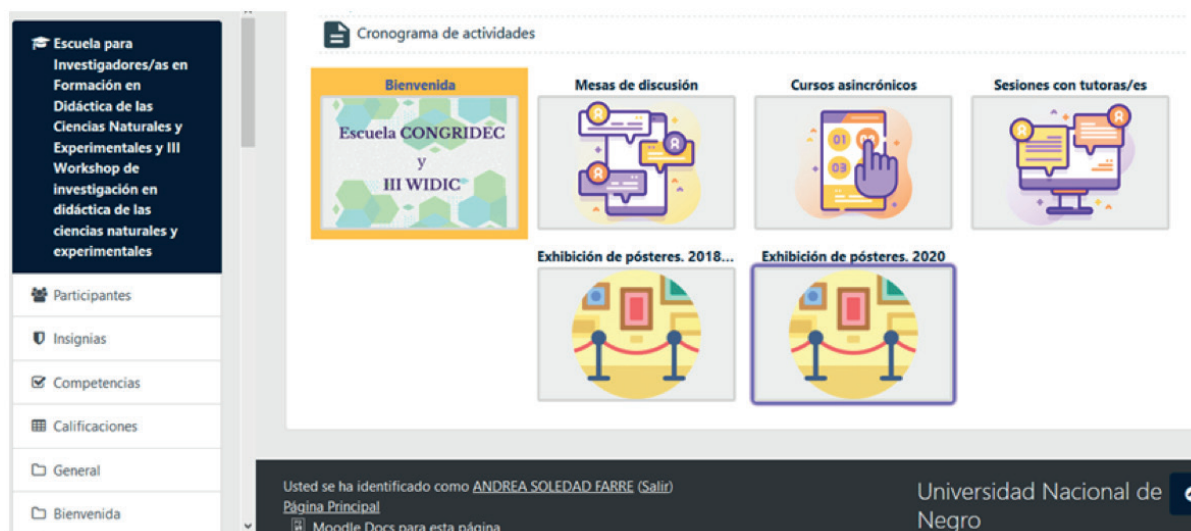 Escuela para
Investigadores/as en
Formación en
Didáctica de las
Ciencias Naturales y
Experimentales y III
Workshop de
investigación en
didáctica de las
ciencias naturales y
experimentales
Participantes
Insignias
Competencias
Calificaciones
General
Bienvenida
Cronograma de actividades
Bienvenida
Escuela CONGRIDEC
y
III WIDIC
Mesas de discusión
Cursos asincrónicos
01
03
Sesiones con tutoras/es
Exhibición de pósteres. 2018...
Exhibición de pósteres. 2020
Usted se ha identificado como ANDREA SOLEDAD FARRE (Salir)
Página Principal
Moodle Docs para esta página
Universidad Nacional de
Negro